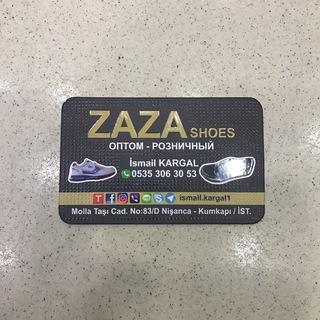 ZAZA SHOES
ОПТОМ - РОЗНИЧНЫЙ
İsmail KARGAL
0535 306 30 53
ismail.kargal1
Molla Taşı Cad. No:83/D Nişanca - Kumkapı / İST.